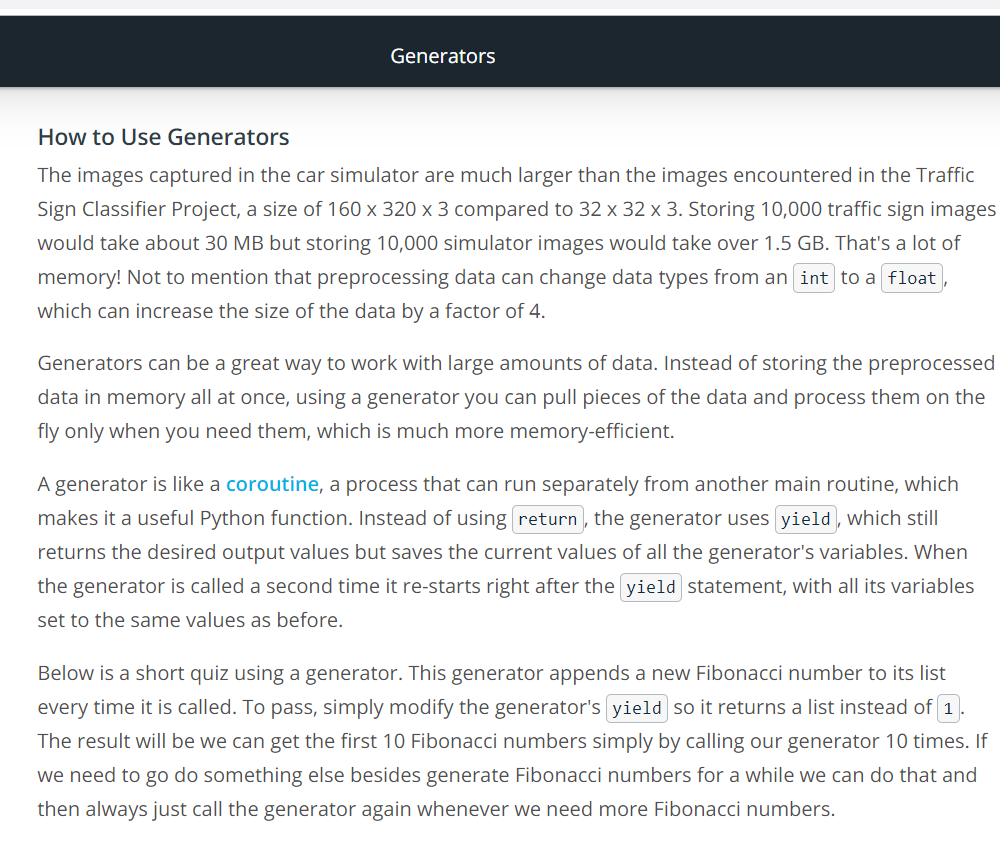 Generators
How to Use Generators
The images captured in the car simulator are much larger than the images encountered in the Traffic
Sign Classifier Project, a size of 160 x 320 x 3 compared to 32 x 32 x 3. Storing 10,000 traffic sign images
would take about 30 MB but storing 10,000 simulator images would take over 1.5 GB. That's a lot of
memory! Not to mention that preprocessing data can change data types from an int to a float,
which can increase the size of the data by a factor of 4.
Generators can be a great way to work with large amounts of data. Instead of storing the preprocessed
data in memory all at once, using a generator you can pull pieces of the data and process them on the
fly only when you need them, which is much more memory-efficient.
A generator is like a coroutine, a process that can run separately from another main routine, which
makes it a useful Python function. Instead of using return, the generator uses yield, which still
returns the desired output values but saves the current values of all the generator's variables. When
the generator is called a second time it re-starts right after the yield statement, with all its variables
set to the same values as before.
Below is a short quiz using a generator. This generator appends a new Fibonacci number to its list
every time it is called. To pass, simply modify the generator's yield so it returns a list instead of 1.
The result will be we can get the first 10 Fibonacci numbers simply by calling our generator 10 times. If
we need to go do something else besides generate Fibonacci numbers for a while we can do that and
then always just call the generator again whenever we need more Fibonacci numbers.